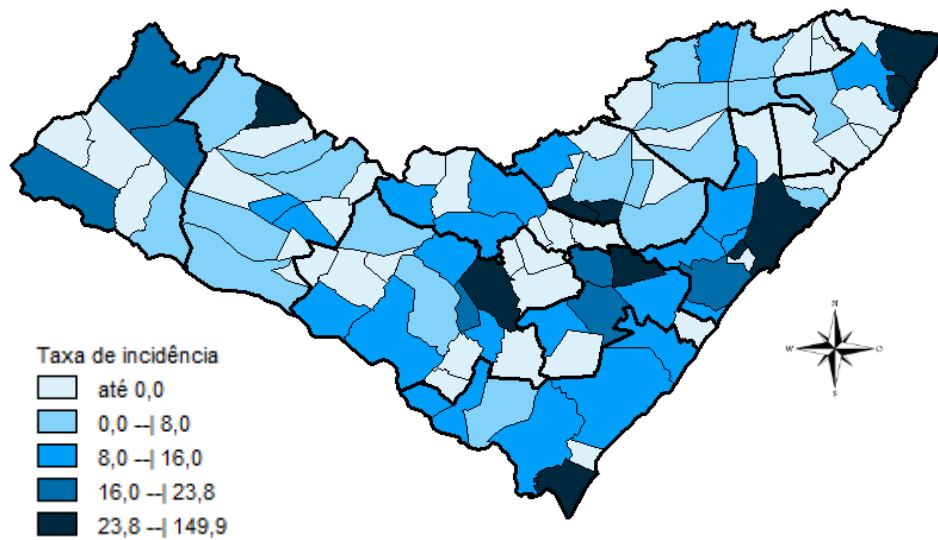 Taxa de incidência
até 0,0
0,0 --| 8,0
8,0 --| 16,0
16,0 --| 23,8
23,8 --| 149,9
N
W
O
S